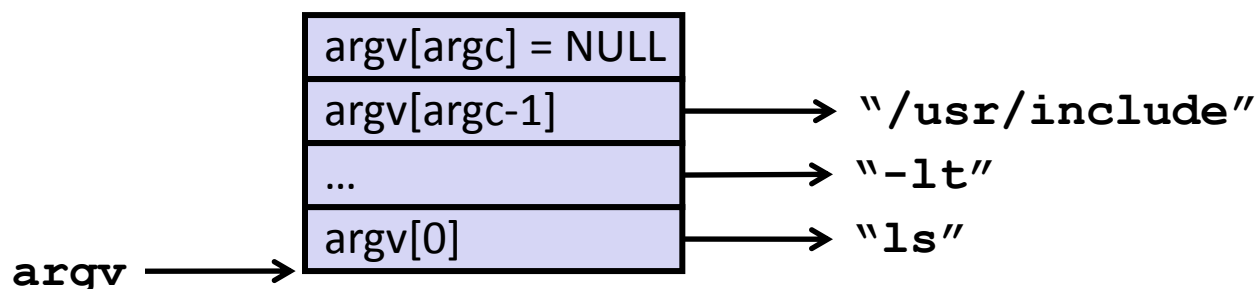 argv[argc] = NULL
argv[argc-1] “/usr/include”
… “-lt”
argv[0] “ls”
argv